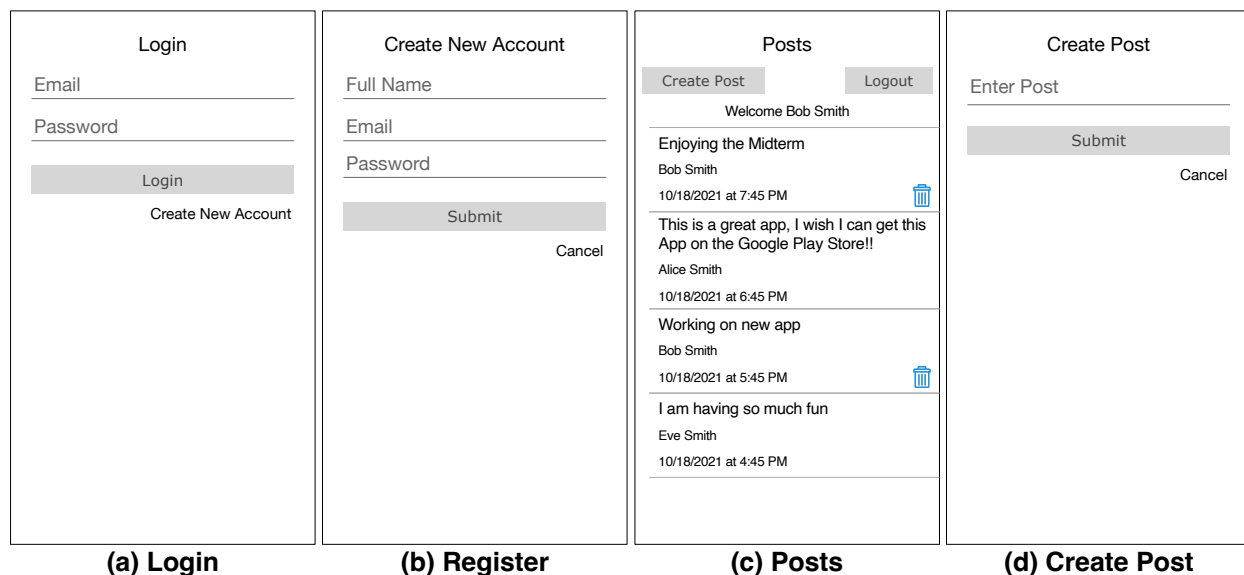 Login
Email
Password
Login
Create New Account
(a) Login
Create New Account
Full Name
Email
Password
Submit
Cancel
(b) Register
Posts
Create Post
Logout
Welcome Bob Smith
Enjoying the Midterm
Bob Smith
10/18/2021 at 7:45 PM
This is a great app, I wish I can get this
App on the Google Play Store!!
Alice Smith
10/18/2021 at 6:45 PM
Working on new app
Bob Smith
10/18/2021 at 5:45 PM
I am having so much fun
Eve Smith
10/18/2021 at 4:45 PM
(c) Posts
Create Post
Enter Post
Submit
Cancel
(d) Create Post